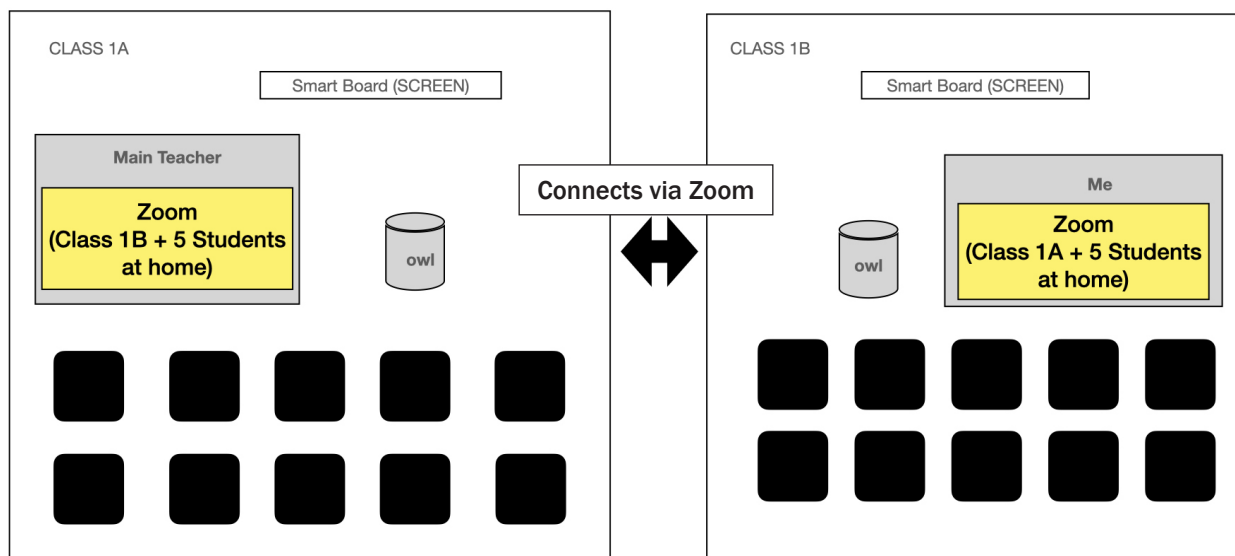 CLASS 1A
Smart Board (SCREEN)
Main Teacher
Zoom
(Class 1B + 5 Students
at home)
owl
Connects via Zoom
CLASS 1B
Smart Board (SCREEN)
Me
Zoom
(Class 1A + 5 Students
at home)
owl